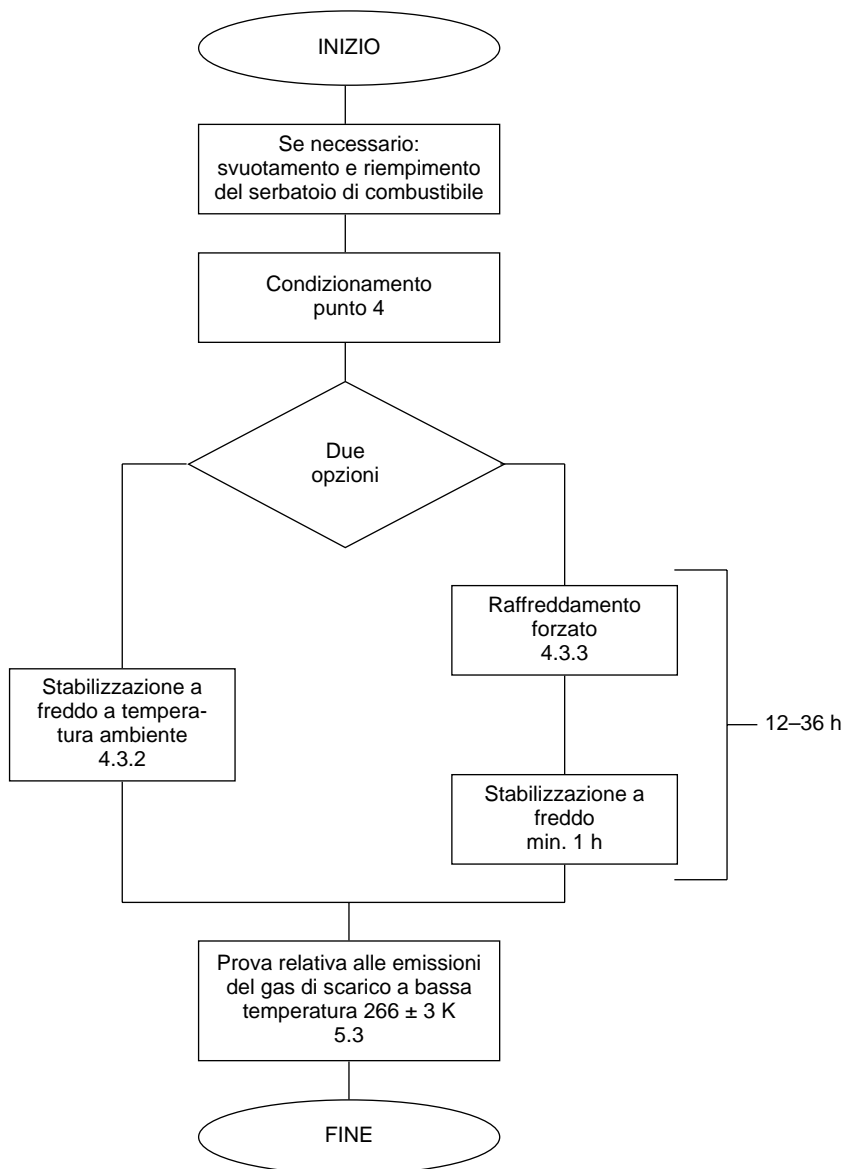 INIZIO
Se necessario:
svuotamento e riempimento
del serbatoio di combustibile
Condizionamento
punto 4
Due
opzioni
Raffreddamento
forzato
4.3.3
Stabilizzazione a
freddo a tempera-
tura ambiente
4.3.2
12–36 h
Stabilizzazione a
freddo
min. 1 h
Prova relativa alle emissioni
del gas di scarico a bassa
temperatura 266 ± 3 K
5.3
FINE